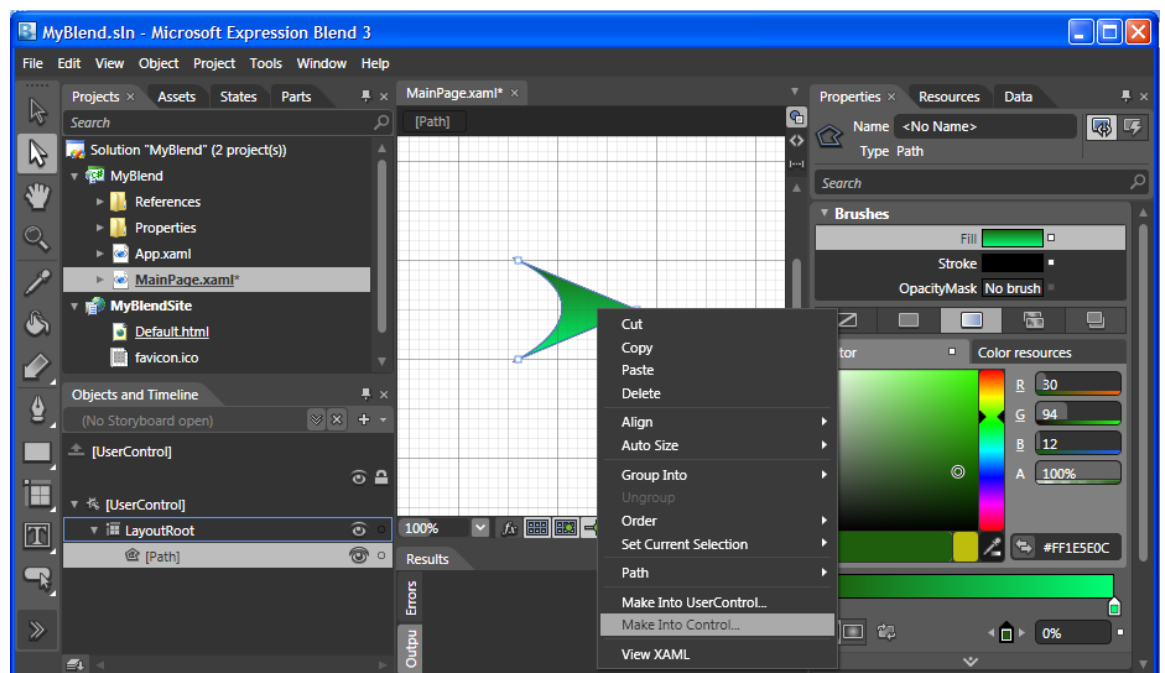 MyBlend.sln - Microsoft Expression Blend 3
File Edit View Object Project Tools Window Help
Projects × Assets States Parts
Search
Solution "MyBlend" (2 project(s))
MyBlend
References
Properties
App.xaml
MainPage.xaml*
MyBlendSite
Default.html
favicon.ico
Objects and Timeline
(No Storyboard open)
[UserControl]
[UserControl]
LayoutRoot
[Path]
MainPage.xaml* ×
[Path]
100%
fx
Results
Errors
Outpu
Cut
Copy
Paste
Delete
Align
Auto Size
Group Into
Ungroup
Order
Set Current Selection
Path
Make Into UserControl...
Make Into Control...
View XAML
Properties × Resources Data
Name <No Name>
Type Path
Search
Brushes
Fill
Stroke
OpacityMask No brush
tor Color resources
R 30
G 94
B 12
A 100%
#FF1E5E0C
0%